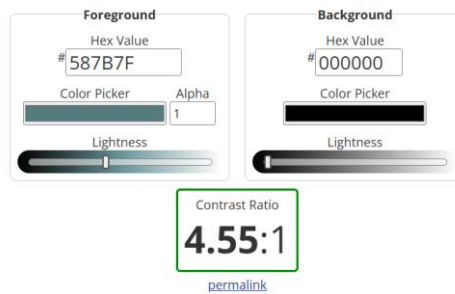 Foreground
Hex Value
#587B7F
Color Picker Alpha
1
Lightness
Background
Hex Value
#000000
Color Picker
Lightness
Contrast Ratio
4.55:1
permalink